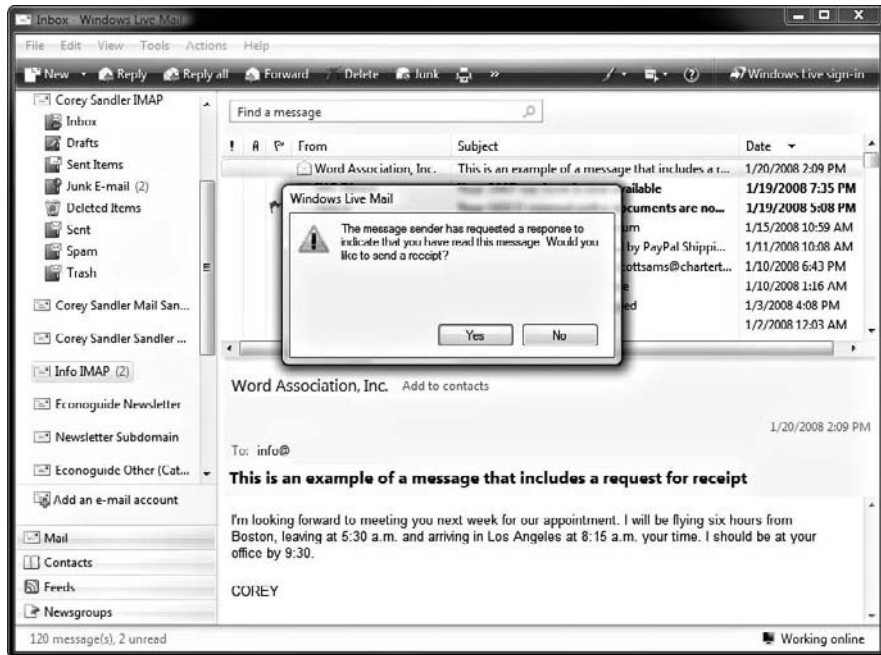 Inbox - Windows Live Mail
File Edit View Tools Actions Help
New Reply Reply all Forward Delete Junk » Windows Live sign-in
Corey Sandler IMAP
Inbox
Drafts
Sent Items
Junk E-mail (2)
Deleted Items
Sent
Spam
Trash
Corey Sandler Mail San...
Corey Sandler Sandler ...
Info IMAP (2)
Econoguide Newsletter
Newsletter Subdomain
Econoguide Other (Cat...
Add an e-mail account
Mail
Contacts
Feeds
Newsgroups
Find a message
! From Subject Date
Word Association, Inc. This is an example of a message that includes a r... 1/20/2008 2:09 PM
1/19/2008 7:35 PM
ocuments are no... 1/19/2008 5:08 PM
um 1/15/2008 10:59 AM
by PayPal Shippi... 1/11/2008 10:08 AM
ottsams@chartert... 1/10/2008 6:43 PM
e 1/10/2008 1:16 AM
ed 1/3/2008 4:08 PM
1/2/2008 12:03 AM
Windows Live Mail
The message sender has requested a response to
indicate that you have read this message. Would you
like to send a receipt?
Yes No
Word Association, Inc. Add to contacts
1/20/2008 2:09 PM
To: info@
This is an example of a message that includes a request for receipt
I'm looking forward to meeting you next week for our appointment. I will be flying six hours from
Boston, leaving at 5:30 a.m. and arriving in Los Angeles at 8:15 a.m. your time. I should be at your
office by 9:30.
COREY
120 message(s), 2 unread
Working online